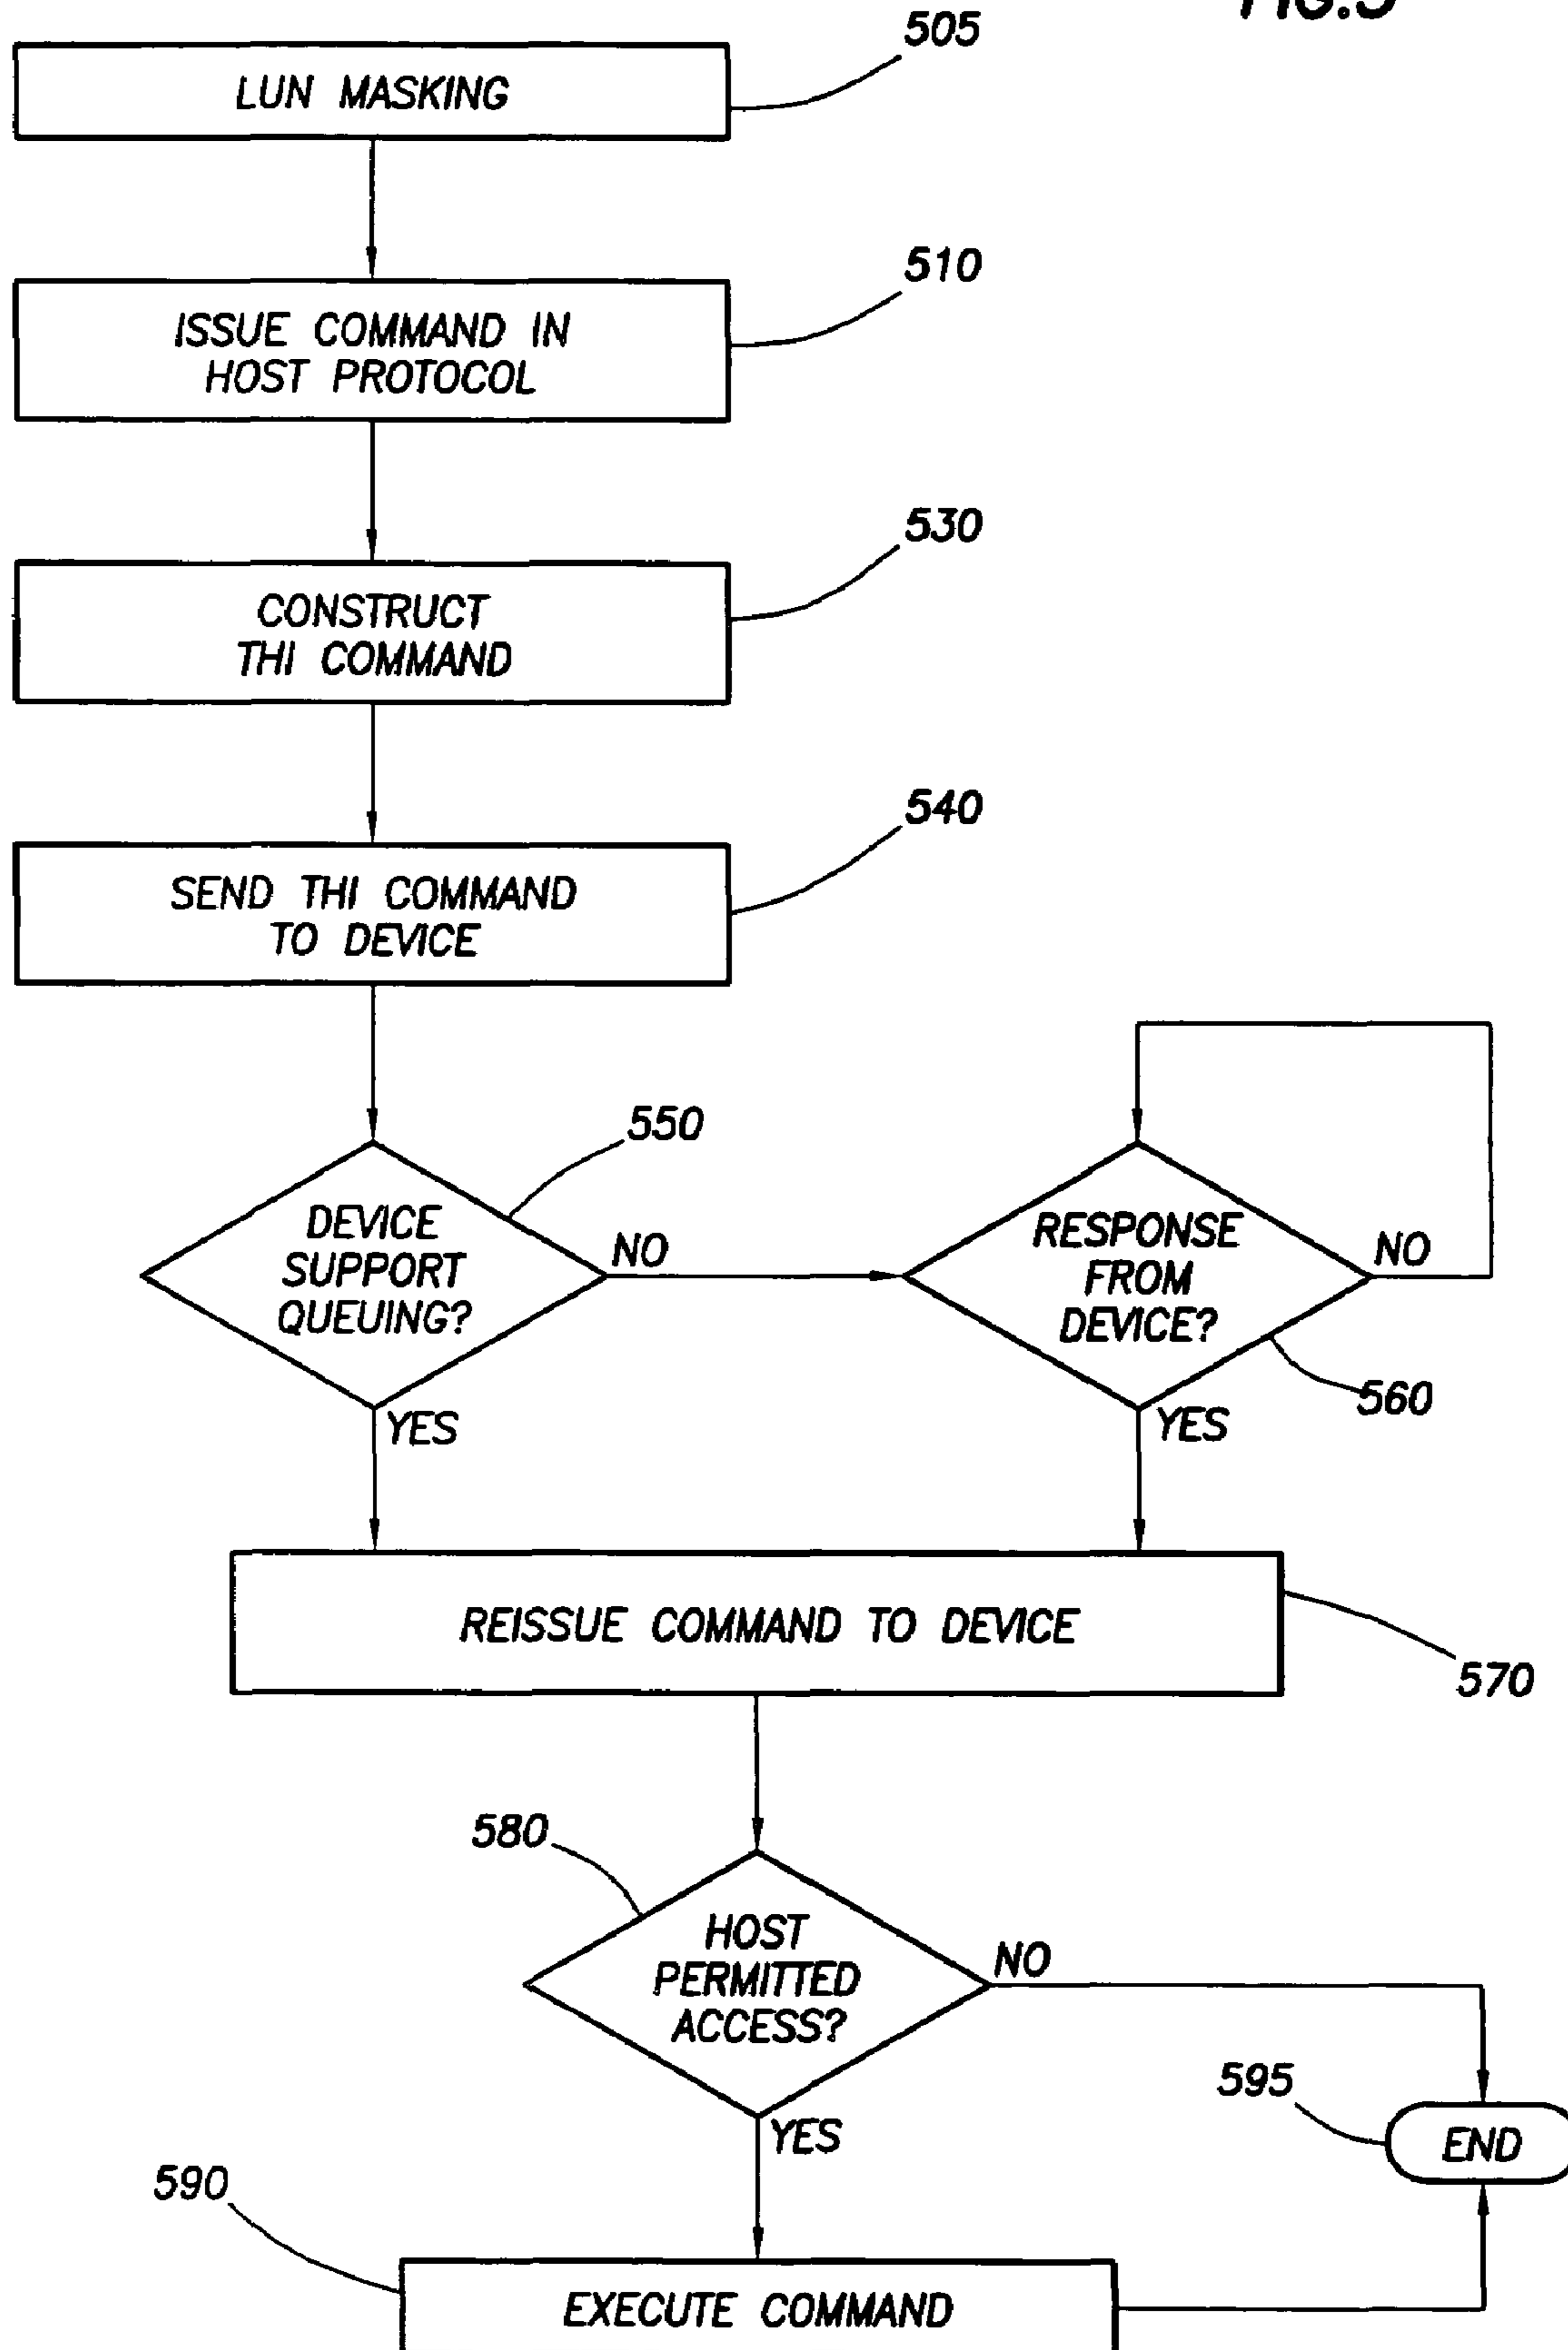 FIG.5
505
LUN MASKING
510
ISSUE COMMAND IN
HOST PROTOCOL
530
CONSTRUCT
THI COMMAND
540
SEND THI COMMAND
TO DEVICE
550
DEVICE
SUPPORT
QUEUING?
NO
YES
RESPONSE
FROM
DEVICE?
NO
560
YES
REISSUE COMMAND TO DEVICE
570
580
HOST
PERMITTED
ACCESS?
NO
YES
595
END
590
EXECUTE COMMAND